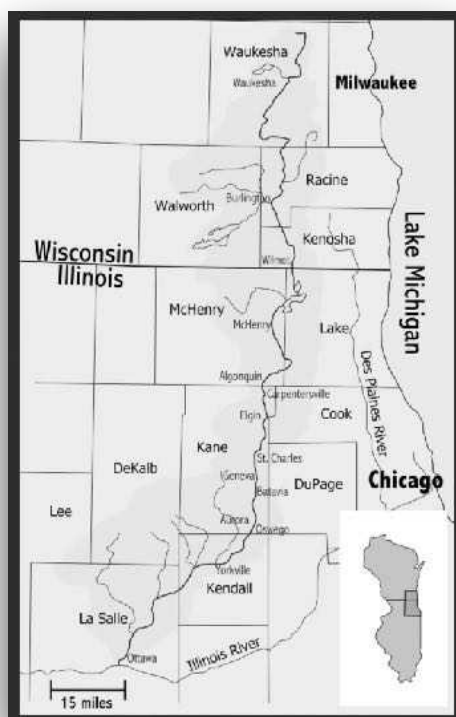 Waukesha
Waukesha
Milwaukee
Racine
Burlington
Walworth
Kenosha
Lake Michigan
Wisconsin
Wilmot
Illinois
McHenry
McHenry
Lake
Des Plaines River
Algonquin
Carpentersville
Elgin
Cook
Kane
St. Charles
DeKalb
Geneva
Chicago
DuPage
Batavia
Lee
Aurora
Oswego
Yorkville
Kendall
La Salle
Illinois River
Ottawa
15 miles